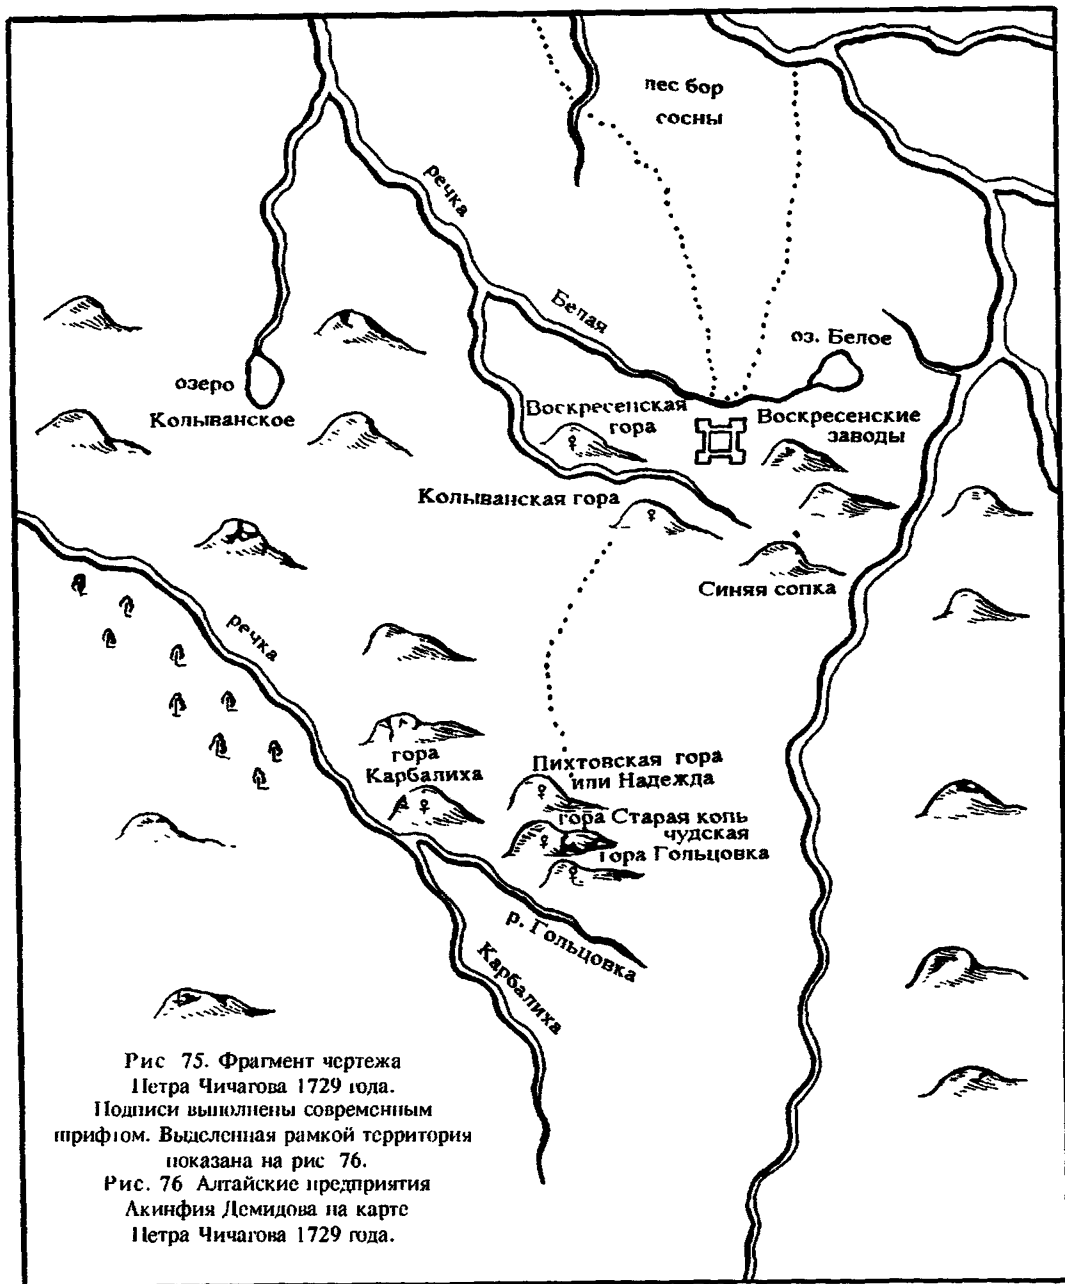 лес бор
сосны
речка
Белая
оз. Белое
озеро
Колыванское
Воскресенская
гора
Воскресенские
заводы
Колыванская гора
Синяя сопка
речка
гора
Карбалиха
Пихтовская гора
или Надежда
гора Старая копь
чудская
гора Гольцовка
р. Гольцовка
Карбалиха
Рис 75. Фрагмент чертежа
Петра Чичагова 1729 года.
Подписи выполнены современным
шрифтом. Выделенная рамкой территория
показана на рис 76.
Рис. 76 Алтайские предприятия
Акинфия Демидова на карте
Петра Чичагова 1729 года.